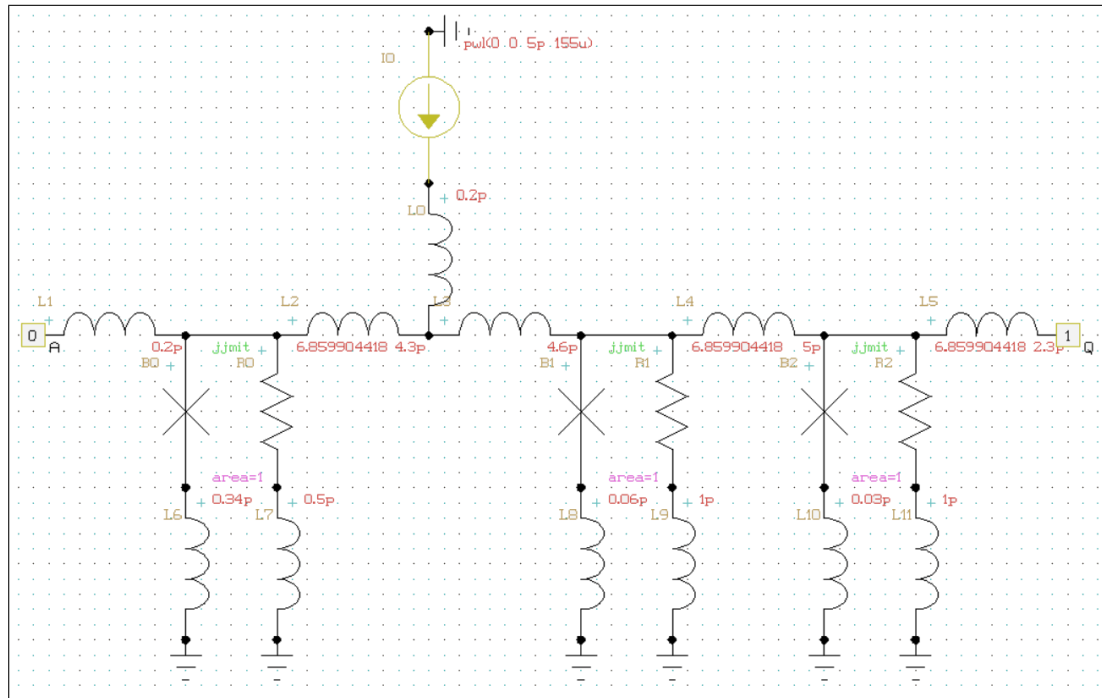 pwl(0 0 5p 155u)
I0
0.2p
L0
L1
L2
L3
L4
L5
0
A
0.2p
jjmit
6.859904418
4.3p
4.6p
jjmit
6.859904418
5p
jjmit
6.859904418
2.3p
1
Q
B0
R0
B1
R1
B2
R2
area=1
area=1
area=1
0.34p
0.5p
0.06p
1p
0.03p
1p
L6
L7
L8
L9
L10
L11